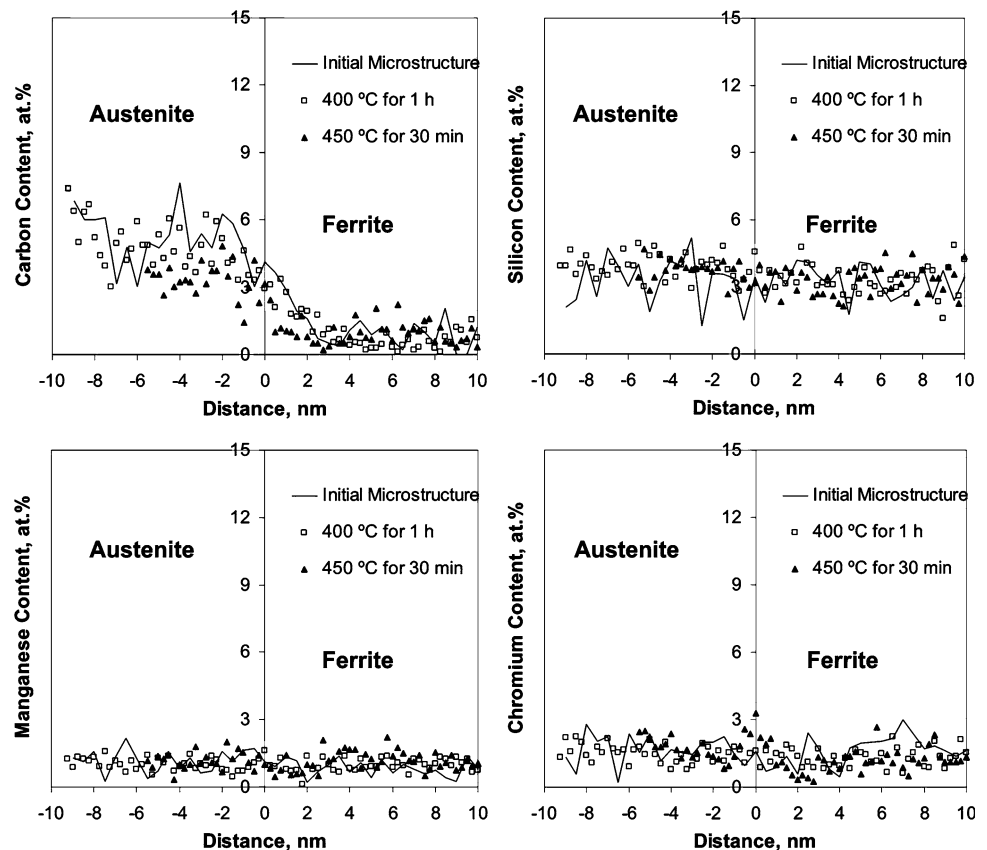 15
12
9
6
3
0
Carbon Content, at.%
Austenite
Initial Microstructure
400 ºC for 1 h
450 ºC for 30 min
Ferrite
-10 -8 -6 -4 -2 0 2 4 6 8 10
Distance, nm
15
12
9
6
3
0
Silicon Content, at.%
Austenite
Initial Microstructure
400 ºC for 1 h
450 ºC for 30 min
Ferrite
-10 -8 -6 -4 -2 0 2 4 6 8 10
Distance, nm
15
12
9
6
3
0
Manganese Content, at.%
Austenite
Initial Microstructure
400 ºC for 1 h
450 ºC for 30 min
Ferrite
-10 -8 -6 -4 -2 0 2 4 6 8 10
Distance, nm
15
12
9
6
3
0
Chromium Content, at.%
Austenite
Initial Microstructure
400 ºC for 1 h
450 ºC for 30 min
Ferrite
-10 -8 -6 -4 -2 0 2 4 6 8 10
Distance, nm